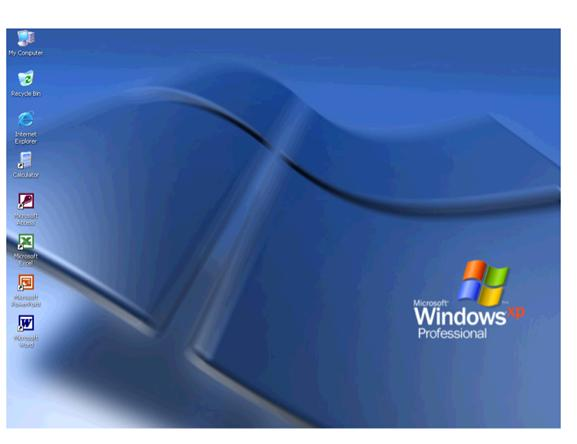 My Computer
Recycle Bin
Internet
Explorer
Calculator
Microsoft
Access
Microsoft
Excel
Microsoft
PowerPoint
Microsoft
Word
Microsoft
Windows xp
Professional